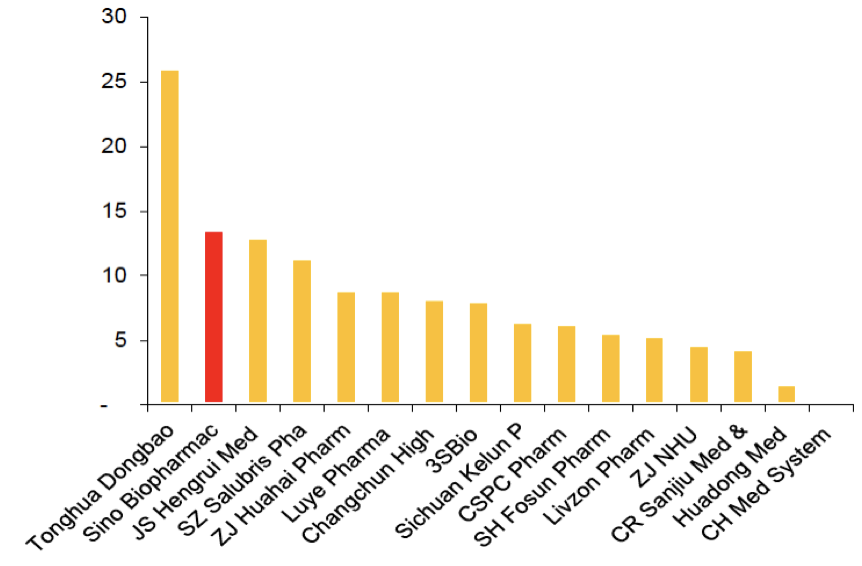 30
25
20
15
10
5
-
Tonghua Dongbao
Sino Biopharmac
JS Hengrui Med
SZ Salubris Pha
ZJ Huahai Pharm
Luye Pharma
Changchun High
3SBio
Sichuan Kelun P
CSPC Pharm
SH Fosun Pharm
Livzon Pharm
ZJ NHU
CR Sanjiu Med &
Huadong Med
CH Med System